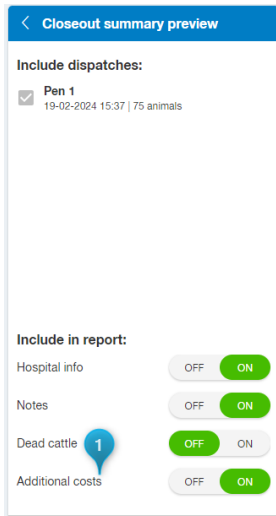 Closeout summary preview
Include dispatches:
Pen 1
19-02-2024 15:37 | 75 animals
Include in report:
Hospital info OFF ON
Notes OFF ON
Dead cattle 1 OFF ON
Additional costs OFF ON